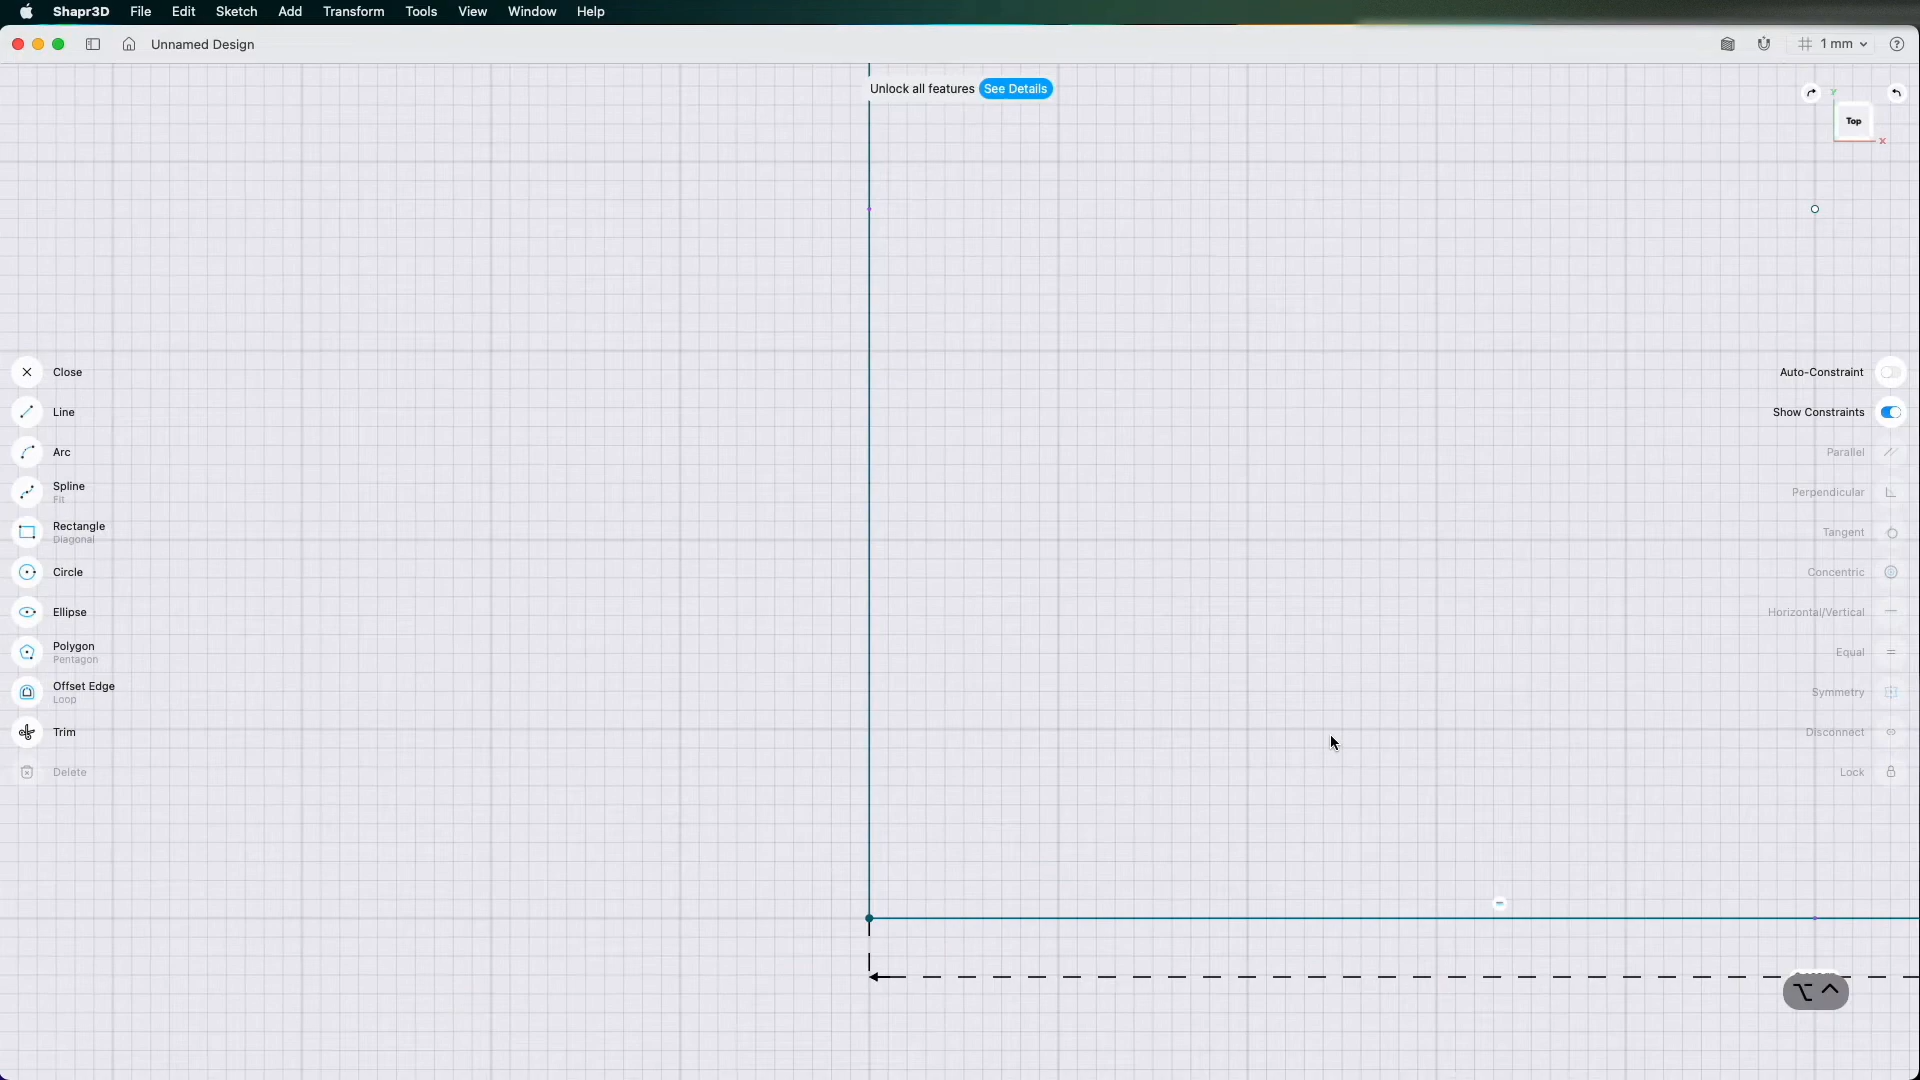 Shapr3D File Edit Sketch Add Transform Tools View Window Help
Unnamed Design
1 mm
Unlock all features See Details
Y
Top
X
Close
Line
Arc
Spline
Fit
Rectangle
Diagonal
Circle
Ellipse
Polygon
Pentagon
Offset Edge
Loop
Trim
Delete
Auto-Constraint
Show Constraints
Parallel
Perpendicular
Tangent
Concentric
Horizontal/Vertical
Equal
Symmetry
Disconnect
Lock
⌥ ^